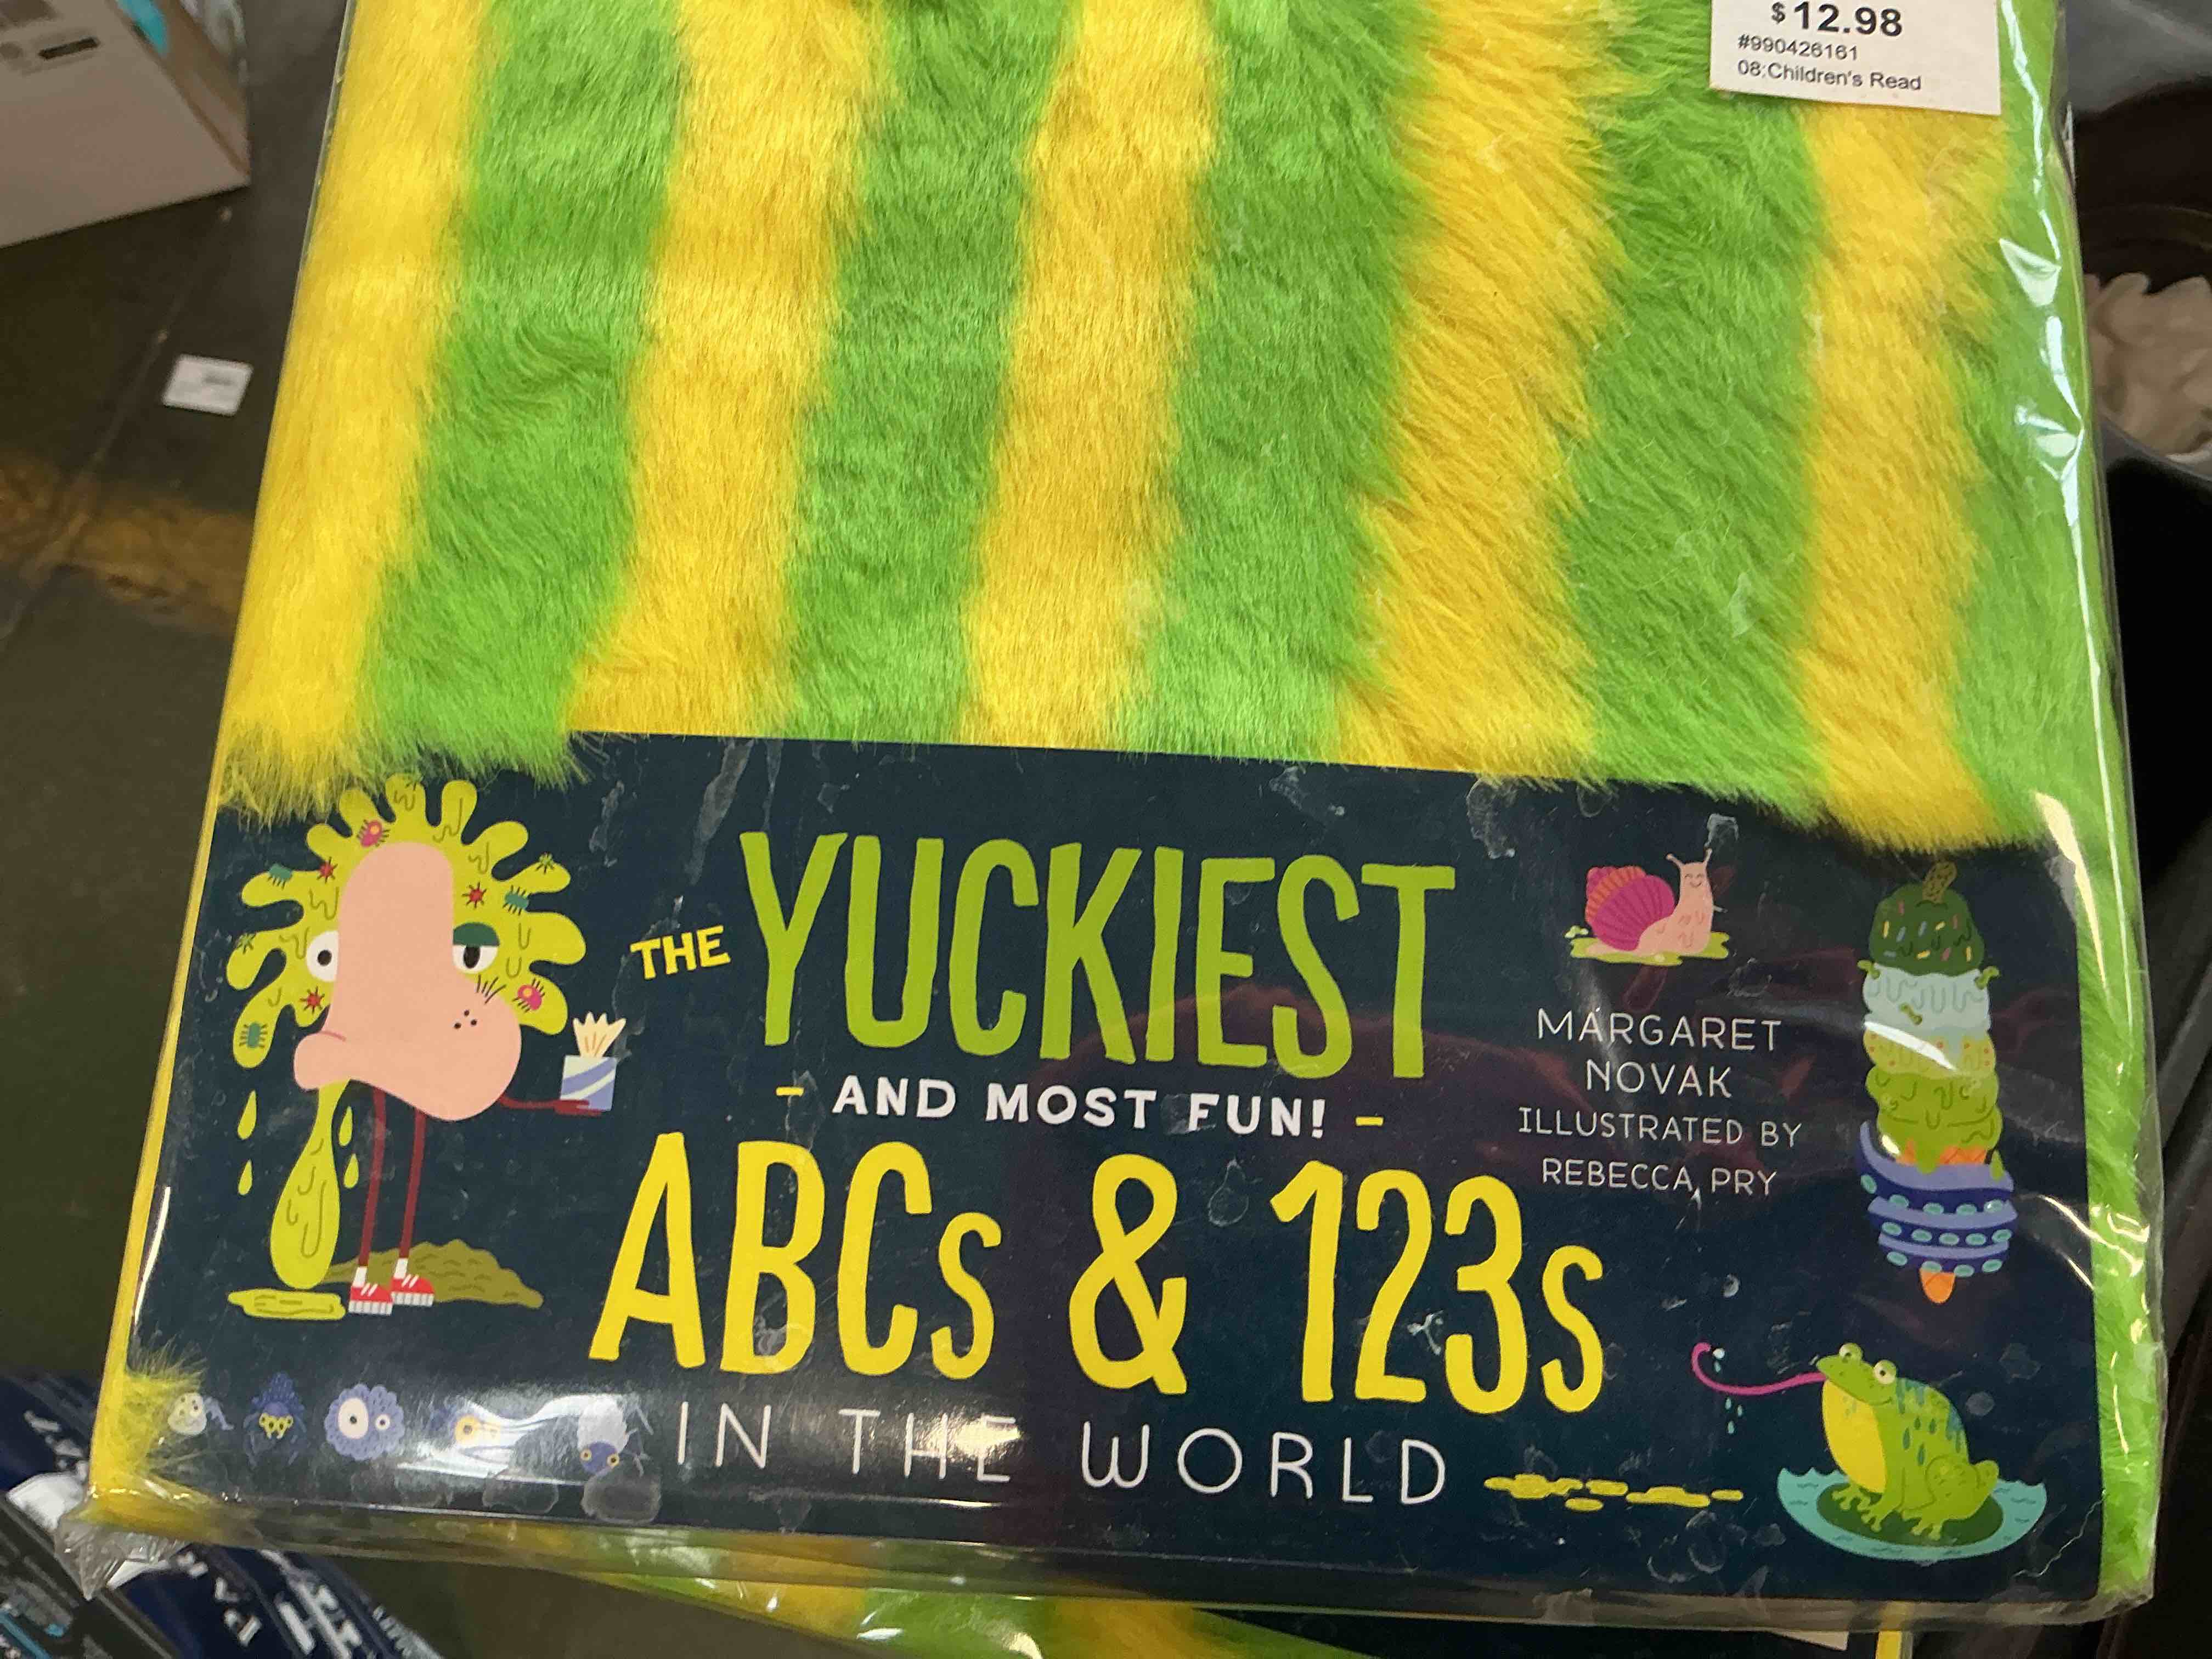 $12.98
#990426161
08:Children's Read
THE YUCKIEST
- AND MOST FUN! -
ABCs & 123s
IN THE WORLD
MARGARET
NOVAK
ILLUSTRATED BY
REBECCA PRY